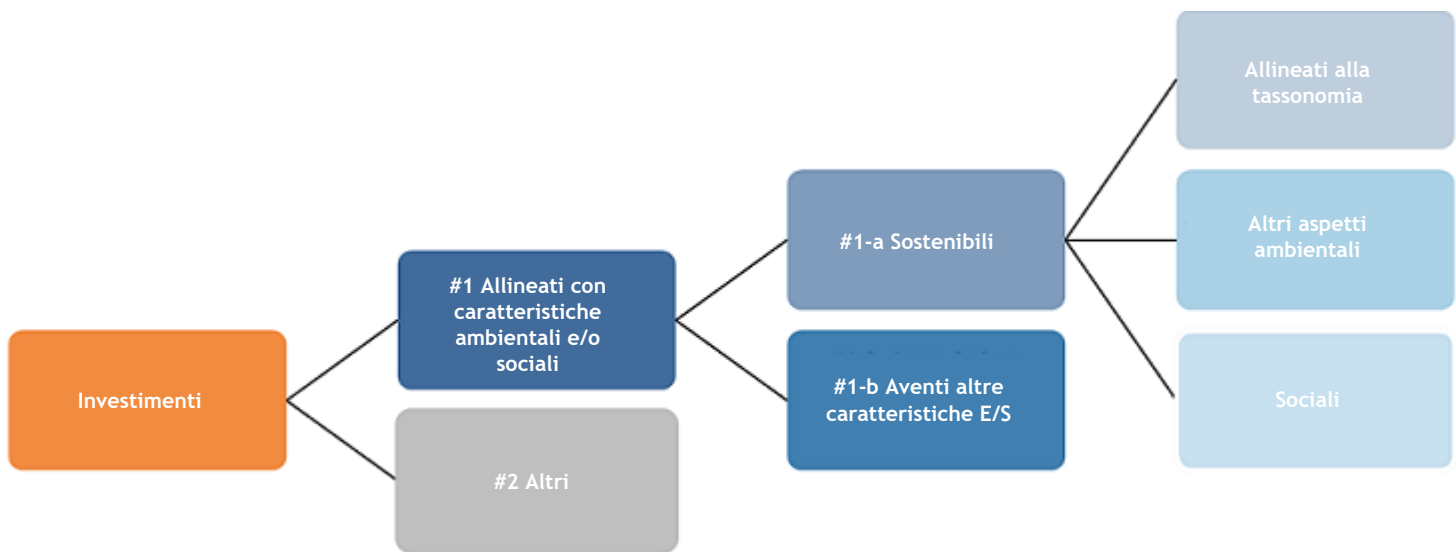 Investimenti
#1 Allineati con
caratteristiche
ambientali e/o
sociali
#2 Altri
#1-a Sostenibili
#1-b Aventi altre
caratteristiche E/S
Allineati alla
tassonomia
Altri aspetti
ambientali
Sociali